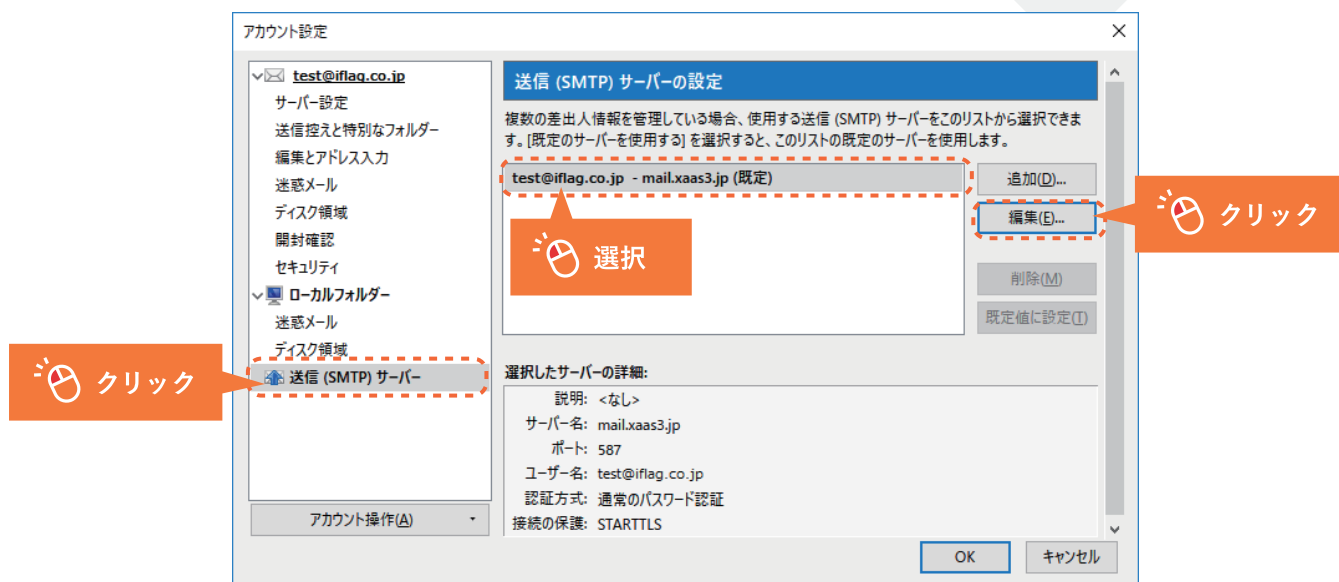 アカウント設定
test@iflag.co.jp
サーバー設定
送信控えと特別なフォルダー
編集とアドレス入力
迷惑メール
ディスク領域
開封確認
セキュリティ
ローカルフォルダー
迷惑メール
ディスク領域
送信 (SMTP) サーバー
クリック
アカウント操作(A)
送信 (SMTP) サーバーの設定
複数の差出人情報を管理している場合、使用する送信 (SMTP) サーバーをこのリストから選択できま
す。[既定のサーバーを使用する] を選択すると、このリストの既定のサーバーを使用します。
test@iflag.co.jp - mail.xaas3.jp (既定)
選択
追加(D)...
編集(E)...
クリック
削除(M)
既定値に設定(T)
選択したサーバーの詳細:
説明: <なし>
サーバー名: mail.xaas3.jp
ポート: 587
ユーザー名: test@iflag.co.jp
認証方式: 通常のパスワード認証
接続の保護: STARTTLS
OK
キャンセル